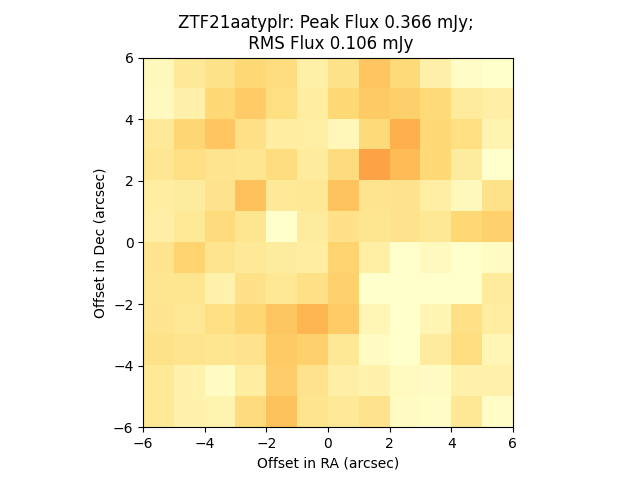 ZTF21aatyplr: Peak Flux 0.366 mJy;
RMS Flux 0.106 mJy
6
4
2
0
−2
−4
−6
Offset in Dec (arcsec)
−6 −4 −2 0 2 4 6
Offset in RA (arcsec)